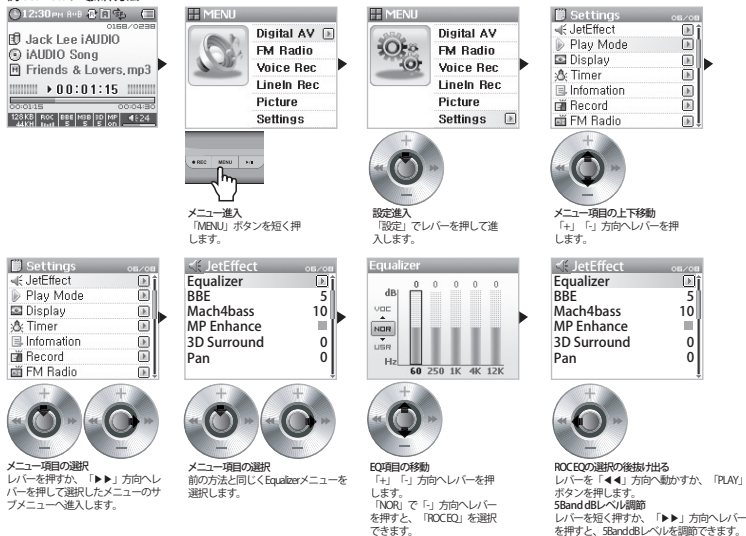 12:30PM A↔B
0158/0923
Jack Lee iAUDIO
iAUDIO Song
Friends & Lovers.mp3
00:01:15
00:01:15 00:04:30
128KB 44KH ROC BBE 5 M3B 5 3D 5 MP on 24
MENU
Digital AV
FM Radio
Voice Rec
LineIn Rec
Picture
Settings
REC MENU
メニュー進入
「MENU」ボタンを短く押
します。
MENU
Digital AV
FM Radio
Voice Rec
LineIn Rec
Picture
Settings
設定進入
「設定」でレバーを押して進
入します。
Settings 06/08
JetEffect
Play Mode
Display
Timer
Infomation
Record
FM Radio
メニュー項目の上下移動
「+」「-」方向へレバーを押
します。
Settings 06/08
JetEffect
Play Mode
Display
Timer
Infomation
Record
FM Radio
メニュー項目の選択
レバーを押すか、「▶▶」方向へレ
バーを押して選択したメニューのサ
ブメニューへ進入します。
JetEffect 06/08
Equalizer
BBE 5
Mach4bass 10
MP Enhance
3D Surround 0
Pan 0
メニュー項目の選択
前の方法と同じくEqualizerメニューを
選択します。
Equalizer
0 0 0 0 0
dB
VOC
NOR
USR
Hz
60 250 1K 4K 12K
EQ項目の移動
「+」「-」方向へレバーを押
します。
「NOR」で「-」方向へレバー
を押すと、「ROC EQ」を選択
できます。
JetEffect 06/08
Equalizer
BBE 5
Mach4bass 10
MP Enhance
3D Surround 0
Pan 0
ROC EQの選択の後抜け出る
レバーを「◀◀」方向へ動かすか、「PLAY」
ボタンを押します。
5Band dBレベル調節
レバーを短く押すか、「▶▶」方向へレバー
を押すと、5Band dBレベルを調節できます。